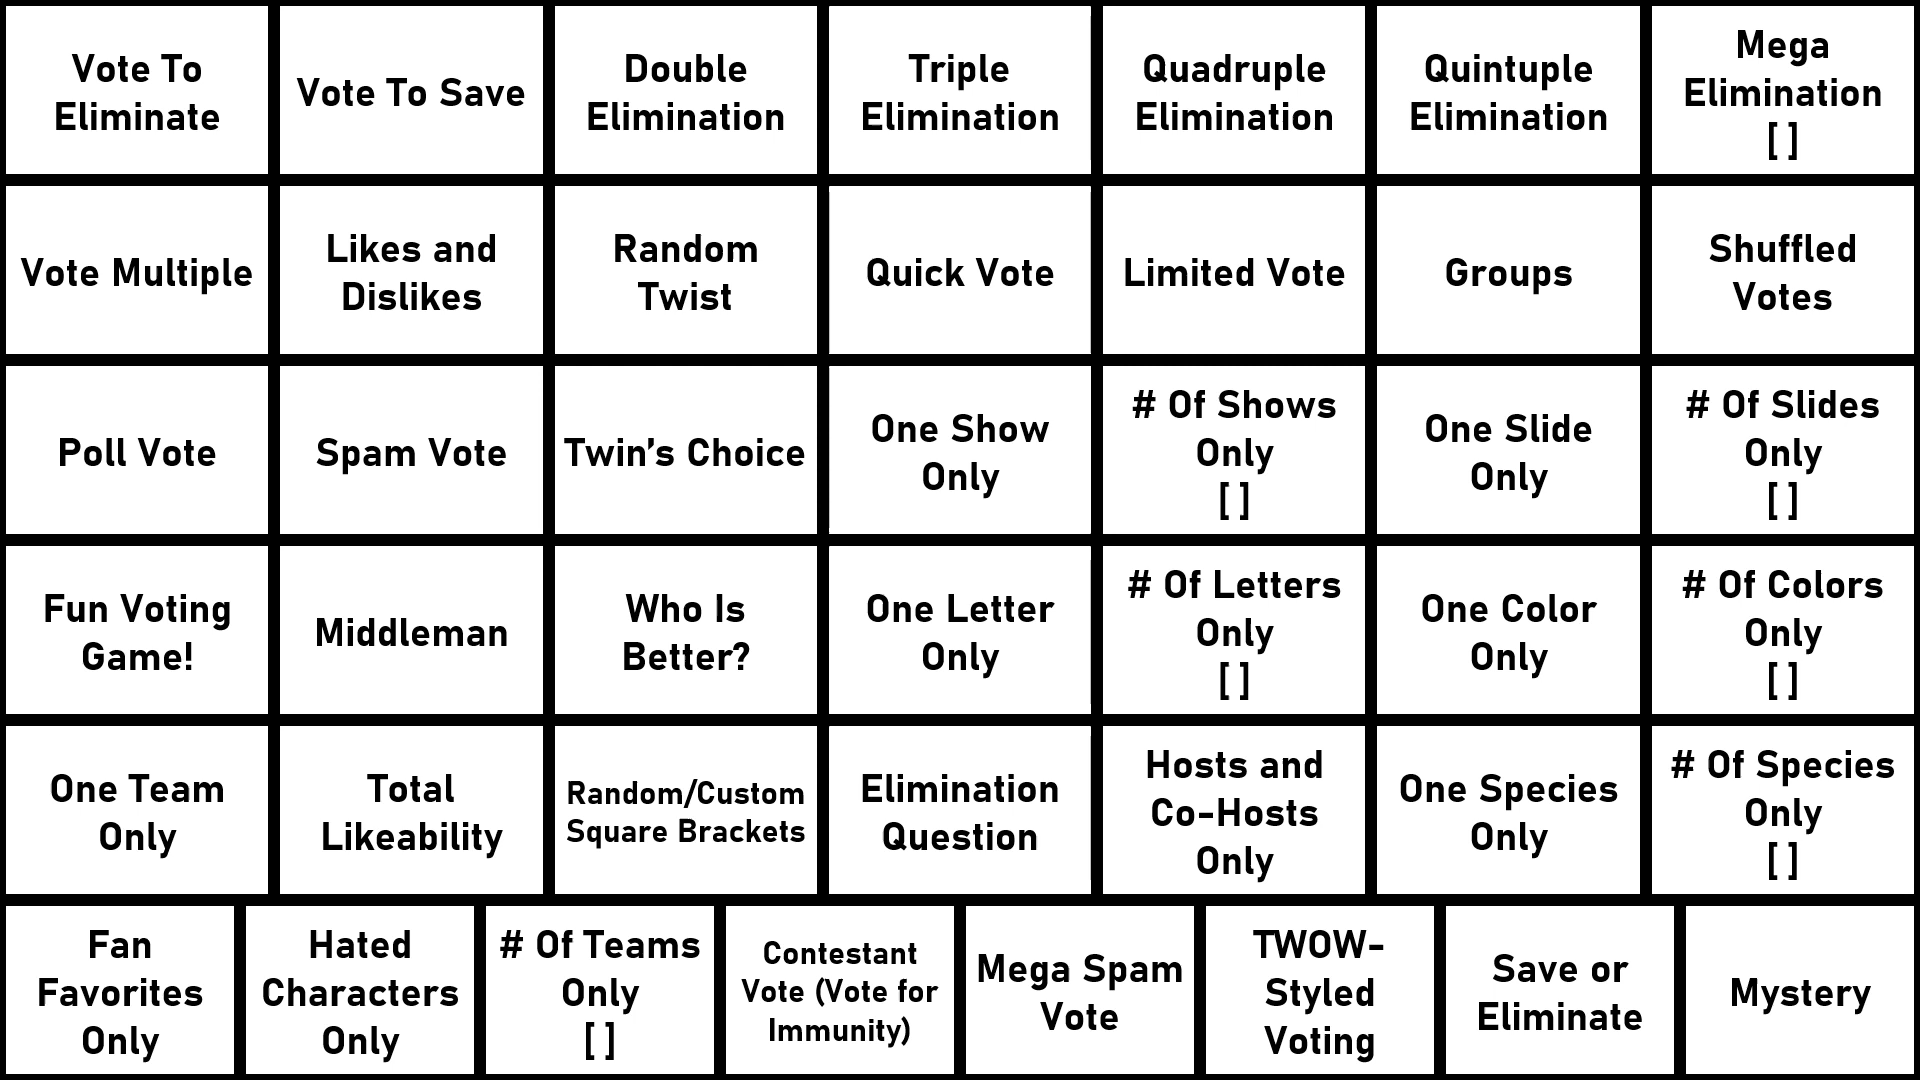 Vote To
Eliminate
Vote To Save
Double
Elimination
Triple
Elimination
Quadruple
Elimination
Quintuple
Elimination
Mega
Elimination
[ ]
Vote Multiple
Likes and
Dislikes
Random
Twist
Quick Vote
Limited Vote
Groups
Shuffled
Votes
Poll Vote
Spam Vote
Twin's Choice
One Show
Only
# Of Shows
Only
[ ]
One Slide
Only
# Of Slides
Only
[ ]
Fun Voting
Game!
Middleman
Who Is
Better?
One Letter
Only
# Of Letters
Only
[ ]
One Color
Only
# Of Colors
Only
[ ]
One Team
Only
Total
Likeability
Random/Custom
Square Brackets
Elimination
Question
Hosts and
Co-Hosts
Only
One Species
Only
# Of Species
Only
[ ]
Fan
Favorites
Only
Hated
Characters
Only
# Of Teams
Only
[ ]
Contestant
Vote (Vote for
Immunity)
Mega Spam
Vote
TWOW-
Styled
Voting
Save or
Eliminate
Mystery